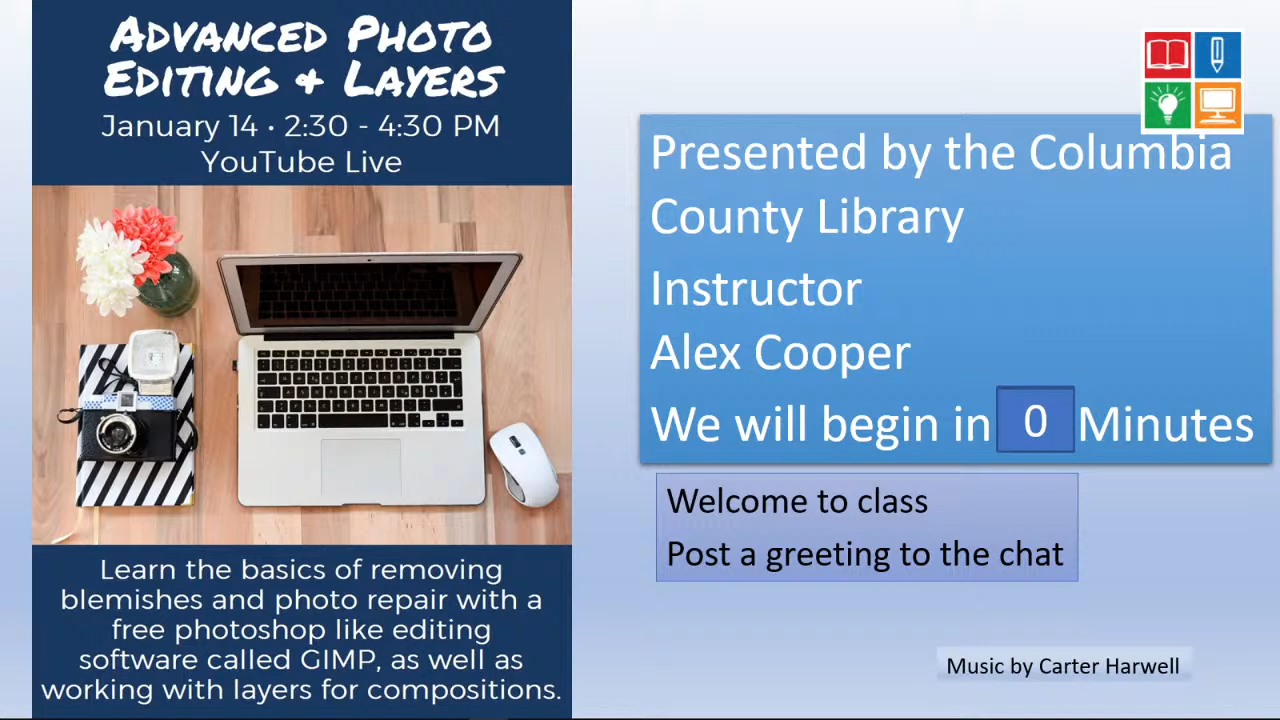 ADVANCED PHOTO
EDITING & LAYERS
January 14 • 2:30 - 4:30 PM
YouTube Live
Learn the basics of removing
blemishes and photo repair with a
free photoshop like editing
software called GIMP, as well as
working with layers for compositions.
Presented by the Columbia
County Library
Instructor
Alex Cooper
We will begin in 0 Minutes
Welcome to class
Post a greeting to the chat
Music by Carter Harwell